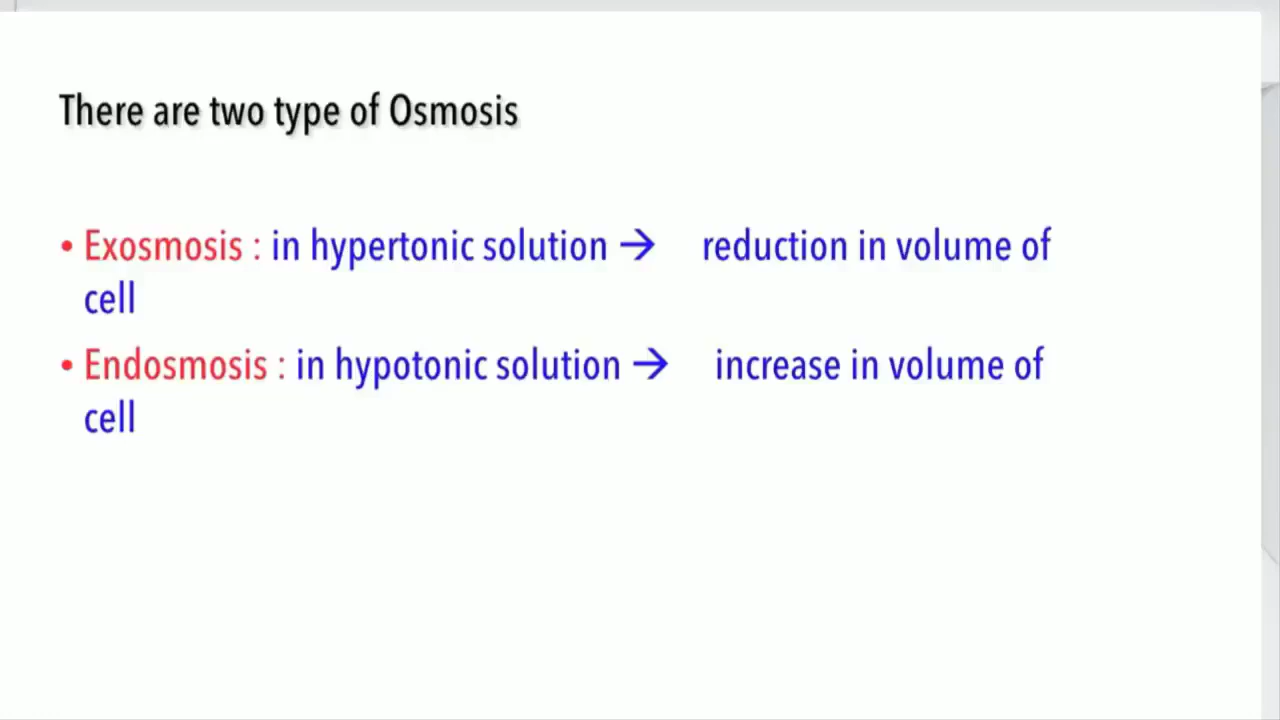 There are two type of Osmosis
• Exosmosis : in hypertonic solution → reduction in volume of
cell
• Endosmosis : in hypotonic solution → increase in volume of
cell